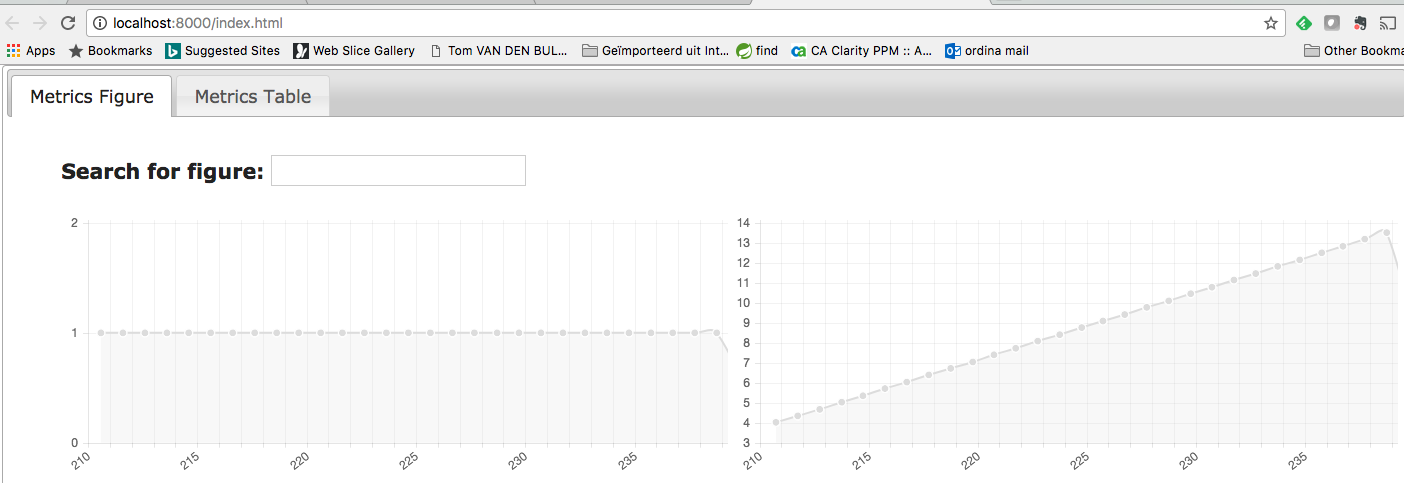 localhost:8000/index.html
Apps Bookmarks Suggested Sites Web Slice Gallery Tom VAN DEN BUL... Geïmporteerd uit Int... find CA Clarity PPM :: A... ordina mail Other Bookma
Metrics Figure Metrics Table
Search for figure:
2
1
0
210 215 220 225 230 235
14
13
12
11
10
9
8
7
6
5
4
3
210 215 220 225 230 235